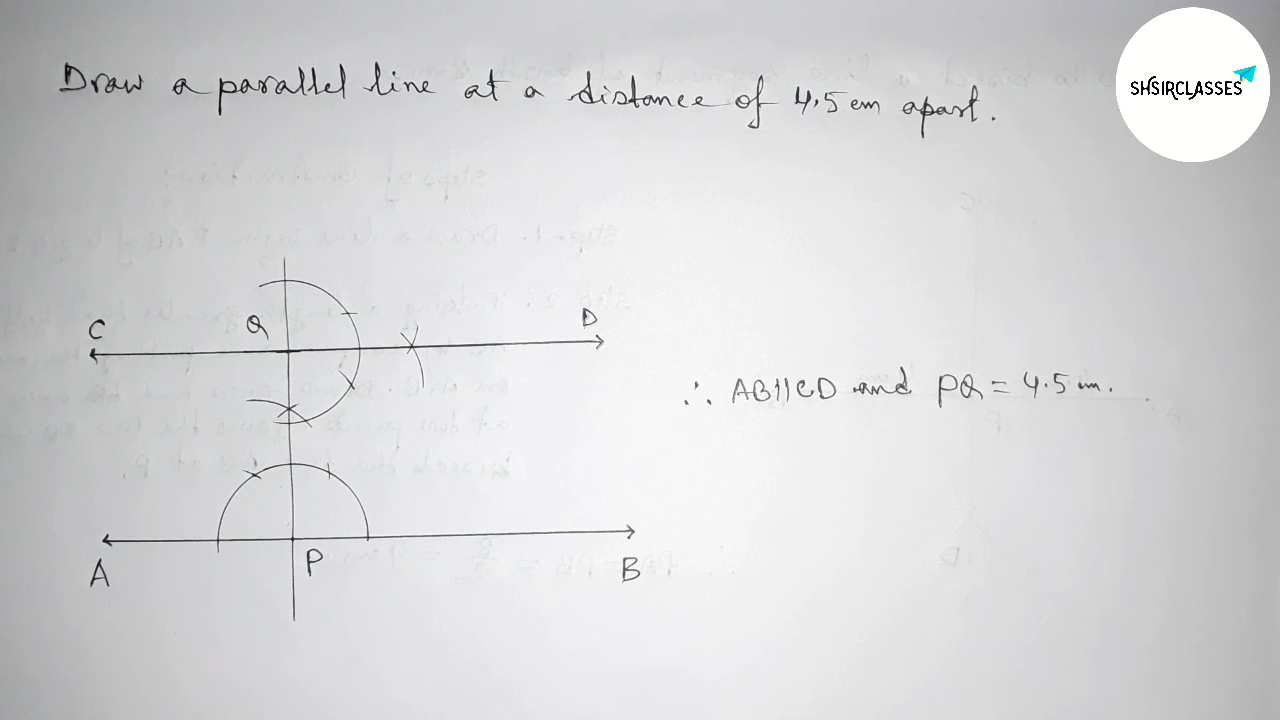 Draw a parallel line at a distance of 4.5 cm apart.
SHSIRCLASSES
C Q D
∴ AB||CD and PQ = 4.5 cm.
A P B